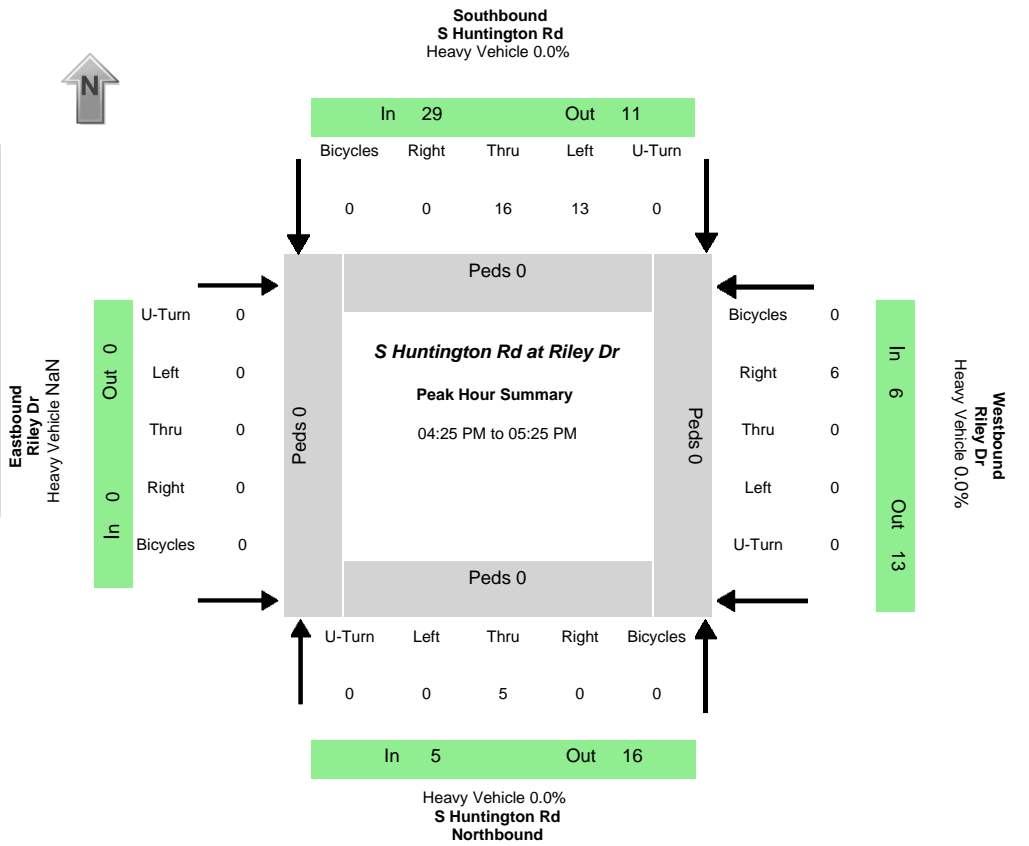 Southbound
S Huntington Rd
Heavy Vehicle 0.0%
N
In 29 Out 11
Bicycles Right Thru Left U-Turn
0 0 16 13 0
Peds 0
Eastbound
Riley Dr
Heavy Vehicle NaN
In 0 Out 0
U-Turn 0
Left 0
Thru 0
Right 0
Bicycles 0
Peds 0
S Huntington Rd at Riley Dr
Peak Hour Summary
04:25 PM to 05:25 PM
Peds 0
Bicycles 0
Right 6
Thru 0
Left 0
U-Turn 0
In 6 Out 13
Westbound
Riley Dr
Heavy Vehicle 0.0%
Peds 0
U-Turn Left Thru Right Bicycles
0 0 5 0 0
In 5 Out 16
Heavy Vehicle 0.0%
S Huntington Rd
Northbound